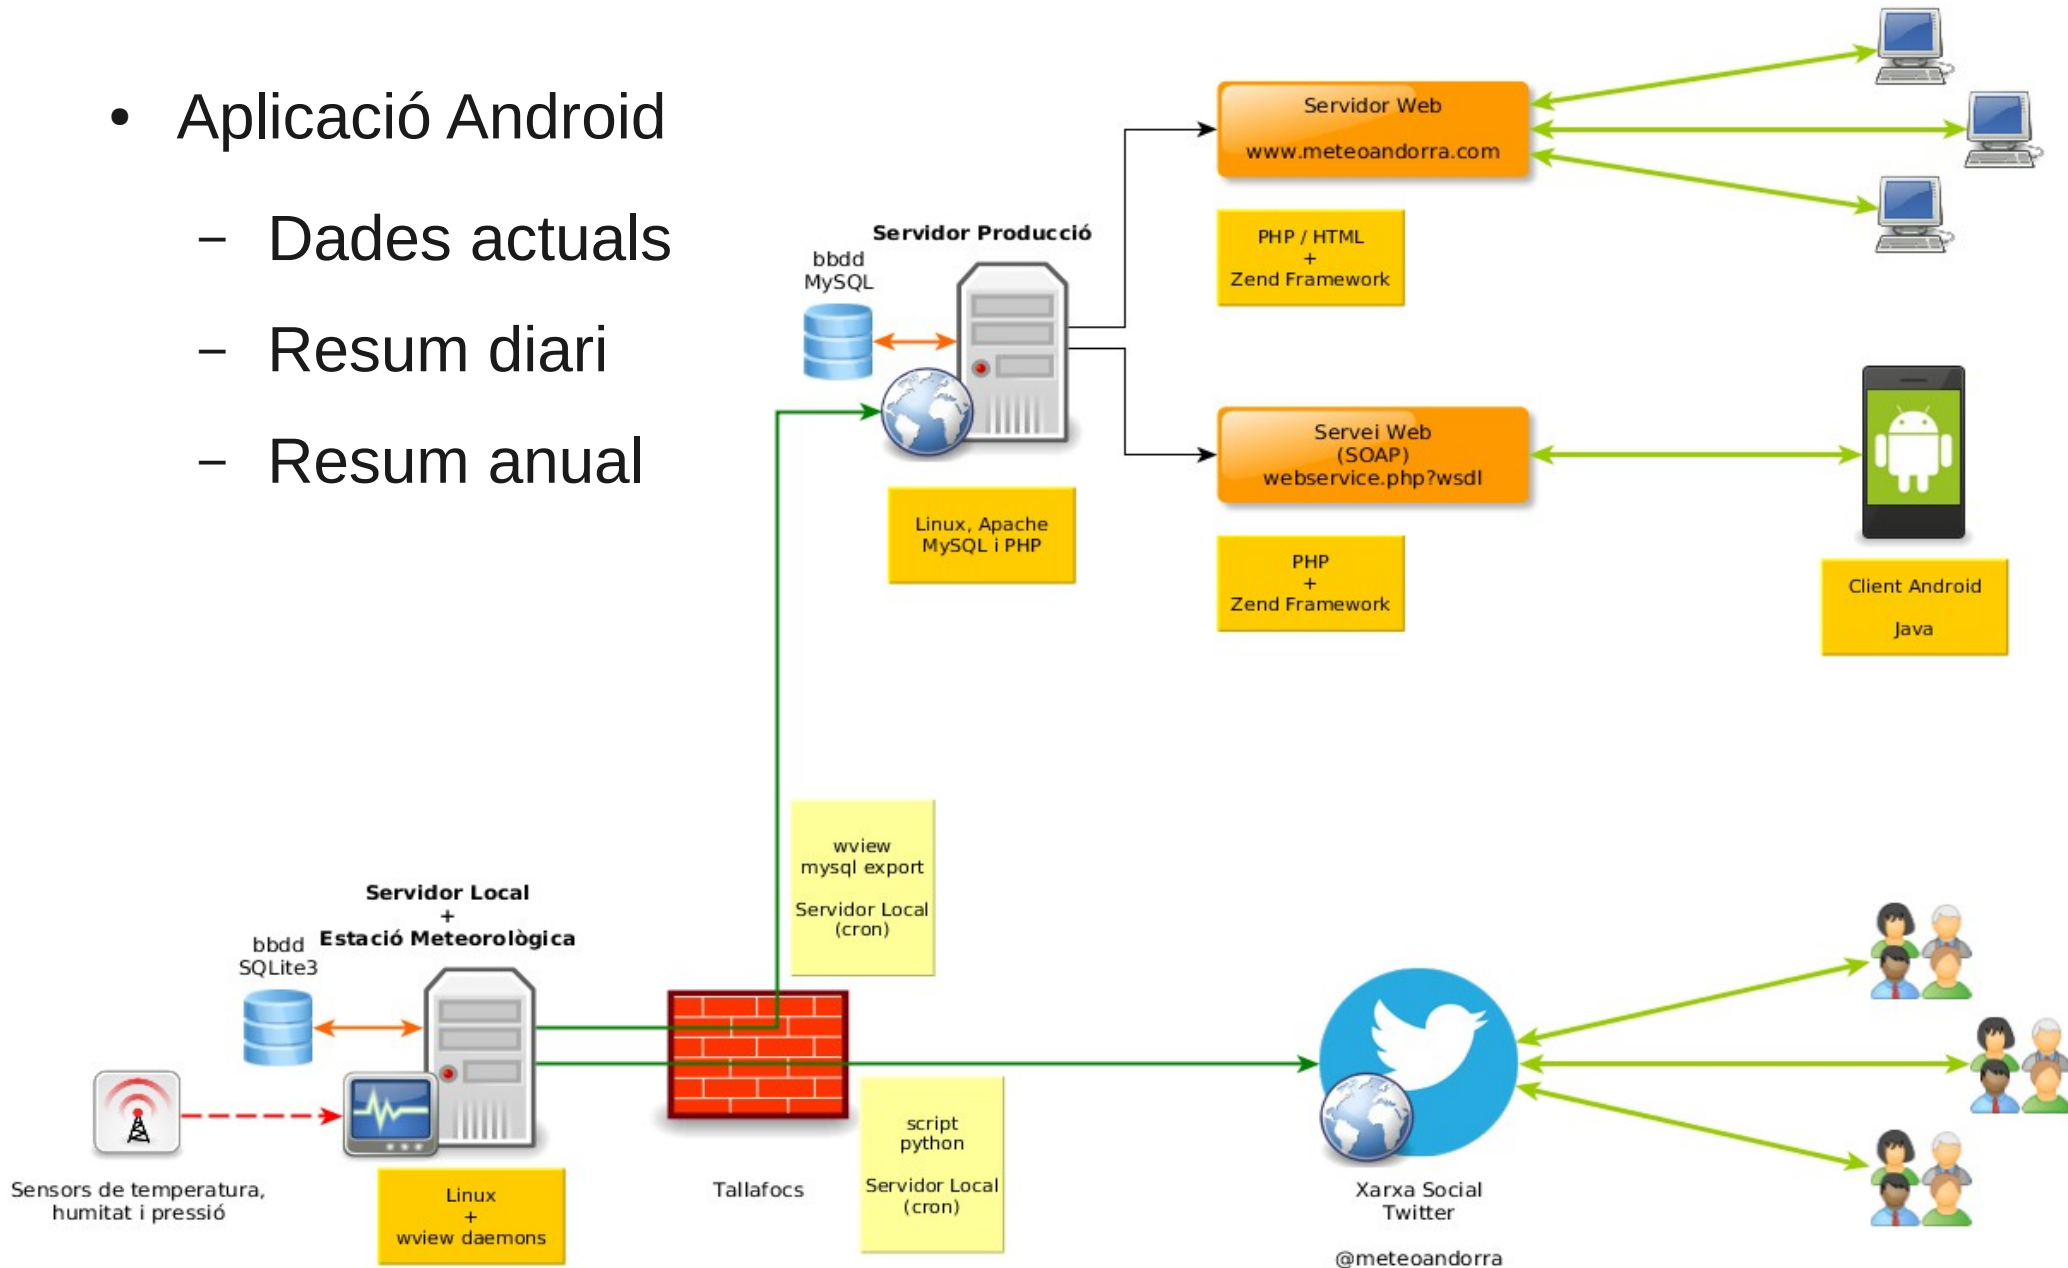 • Aplicació Android
– Dades actuals
– Resum diari
– Resum anual
Servidor Web
www.meteoandorra.com
PHP / HTML
+
Zend Framework
Servidor Producció
bbdd
MySQL
Linux, Apache
MySQL i PHP
Servei Web
(SOAP)
webservice.php?wsdl
PHP
+
Zend Framework
Client Android
Java
wview
mysql export
Servidor Local
(cron)
Servidor Local
+
Estació Meteorològica
bbdd
SQLite3
Sensors de temperatura,
humitat i pressió
Linux
+
wview daemons
Tallafocs
script
python
Servidor Local
(cron)
Xarxa Social
Twitter
@meteoandorra